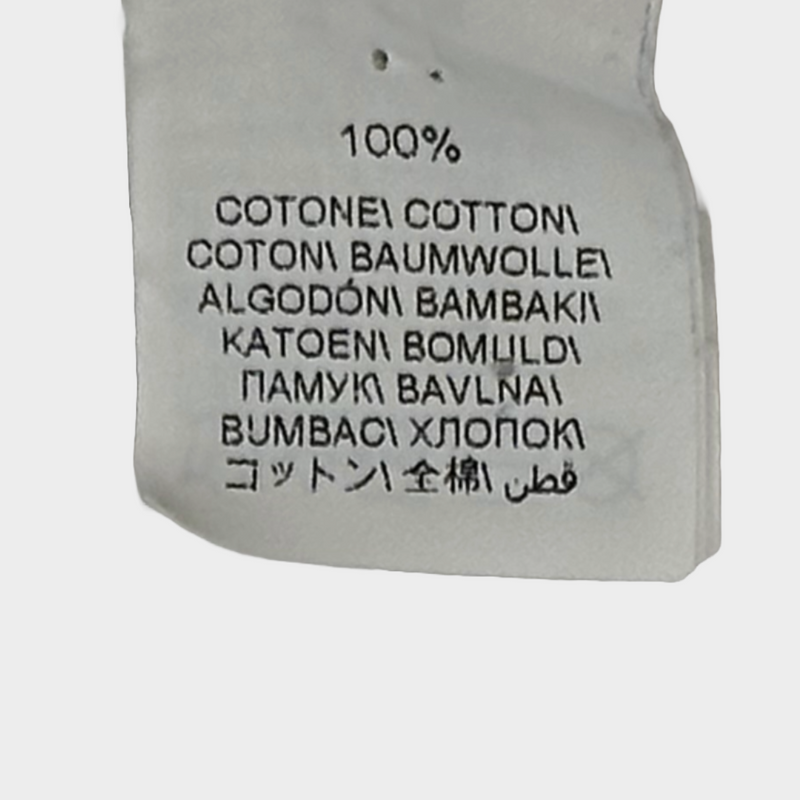 100%
COTONE\ COTTON\
COTON\ BAUMWOLLE\
ALGODÓN\ BAMBAKI\
KATOEN\ BOMULD\
ПАМУК\ BAVLNA\
BUMBAC\ ХЛОПОК\
コットン\ 全棉\ قطن